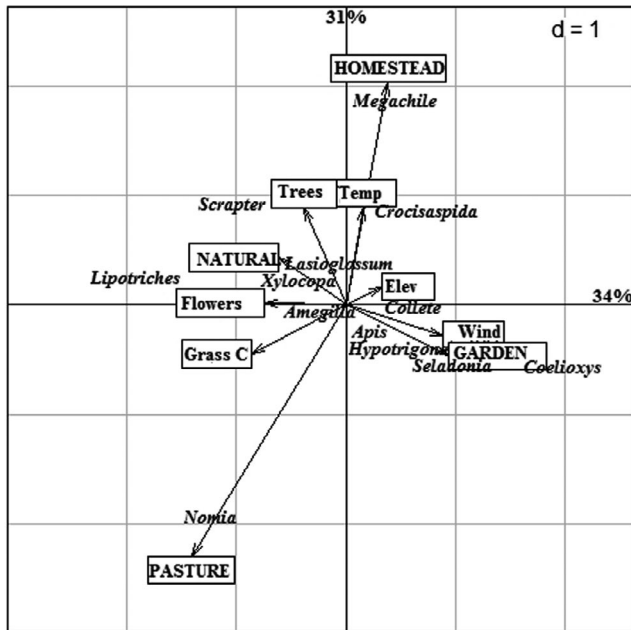 31%
d = 1
HOMESTEAD
Megachile
Trees
Temp
Scrapter
Crocisaspida
NATURAL
Lasioglassum
Lipotriches
Xylocopa
Elev
Flowers
34%
Amegilla
Collete
Apis
Wind
Grass C
Hypotrigona
GARDEN
Seladonia
Coelioxys
Nomia
PASTURE